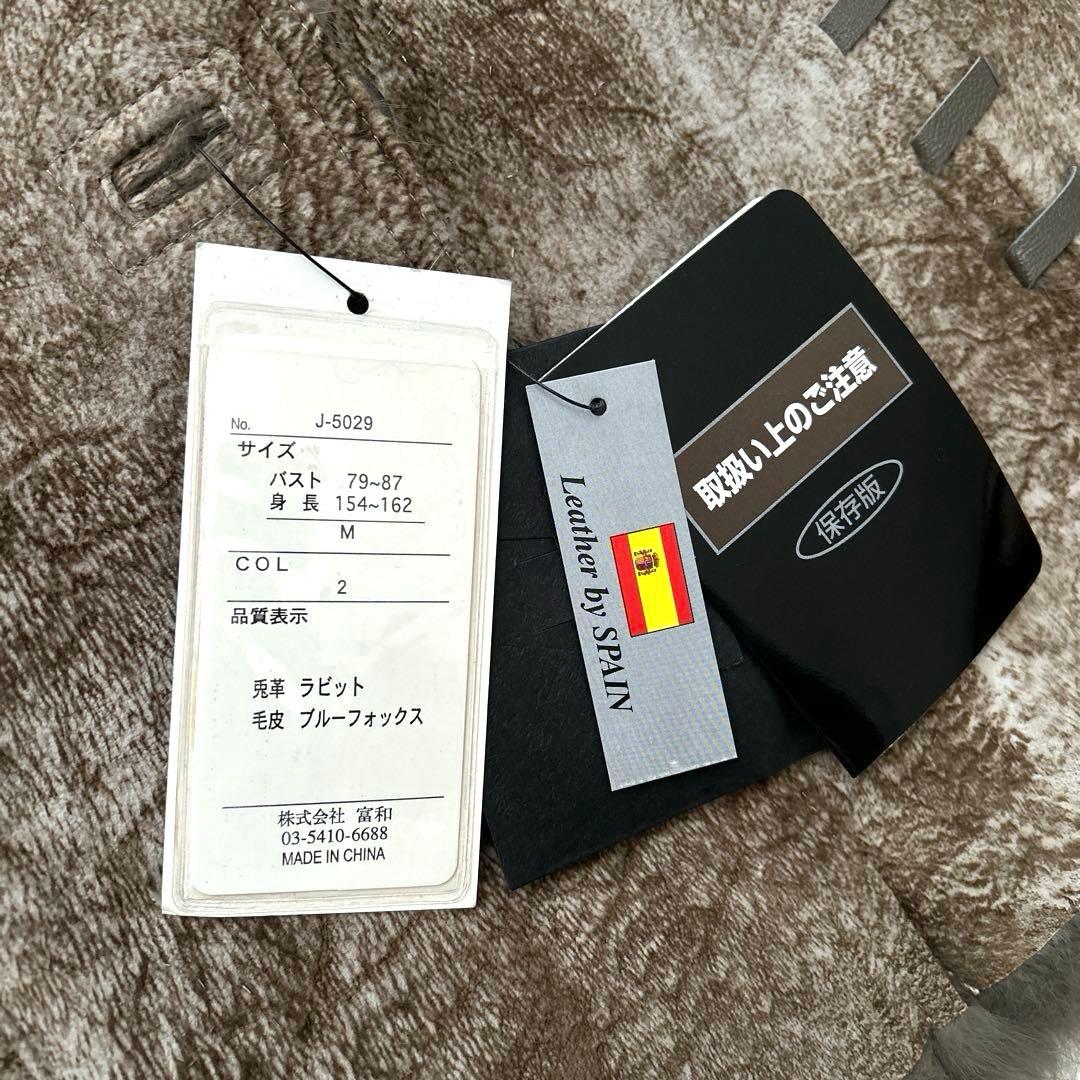 No. J-5029
サイズ
バスト 79~87
身 長 154~162
M
COL
2
品質表示
兎革 ラビット
毛皮 ブルーフォックス
株式会社 富和
03-5410-6688
MADE IN CHINA
Leather by SPAIN
取扱い上のご注意
保存版